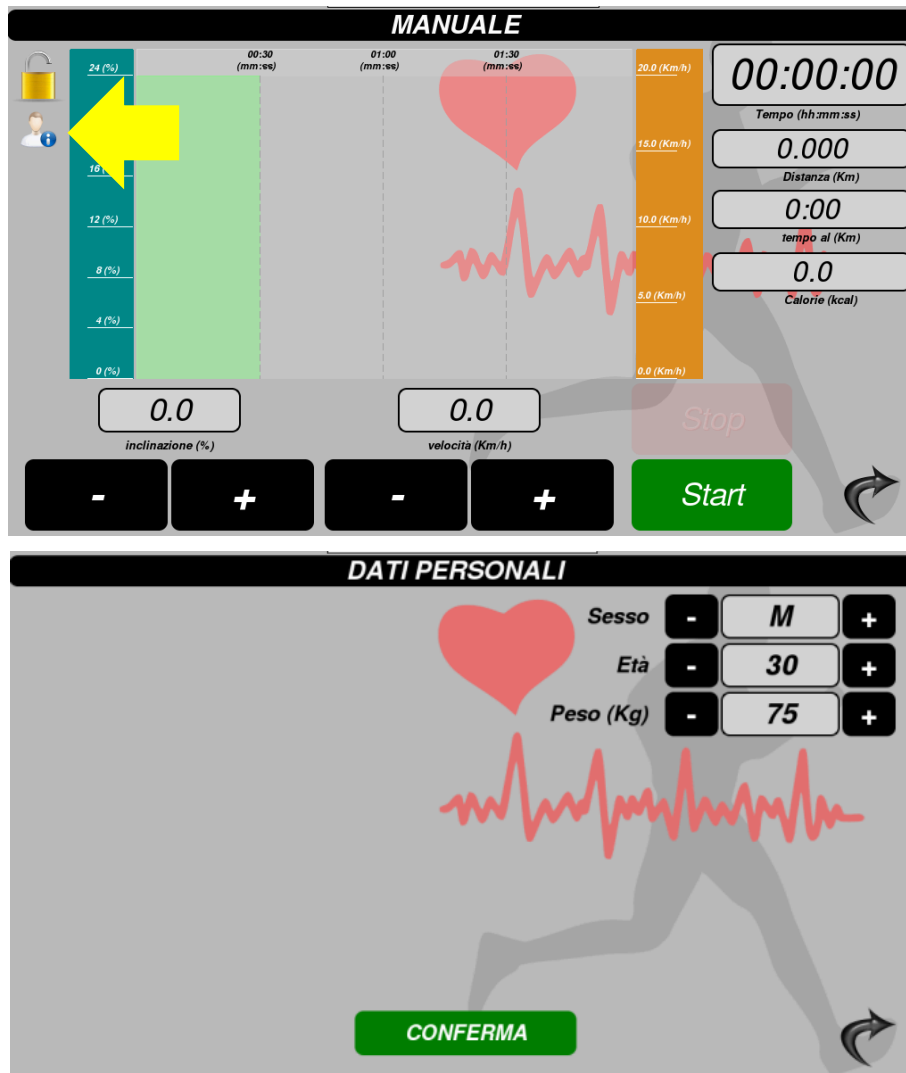 MANUALE
00:30 01:00 01:30
(mm:ss) (mm:ss) (mm:ss)
24 (%) 20.0 (Km/h)
00:00:00
Tempo (hh:mm:ss)
15.0 (Km/h)
0.000
16
Distanza (Km)
12 (%) 10.0 (Km/h)
0:00
tempo al (Km)
8 (%)
0.0
5.0 (Km/h)
Calorie (kcal)
4 (%)
0 (%) 0.0 (Km/h)
0.0 0.0 Stop
inclinazione (%) velocità (Km/h)
- + - + Start
DATI PERSONALI
Sesso - M +
Età - 30 +
Peso (Kg) - 75 +
CONFERMA